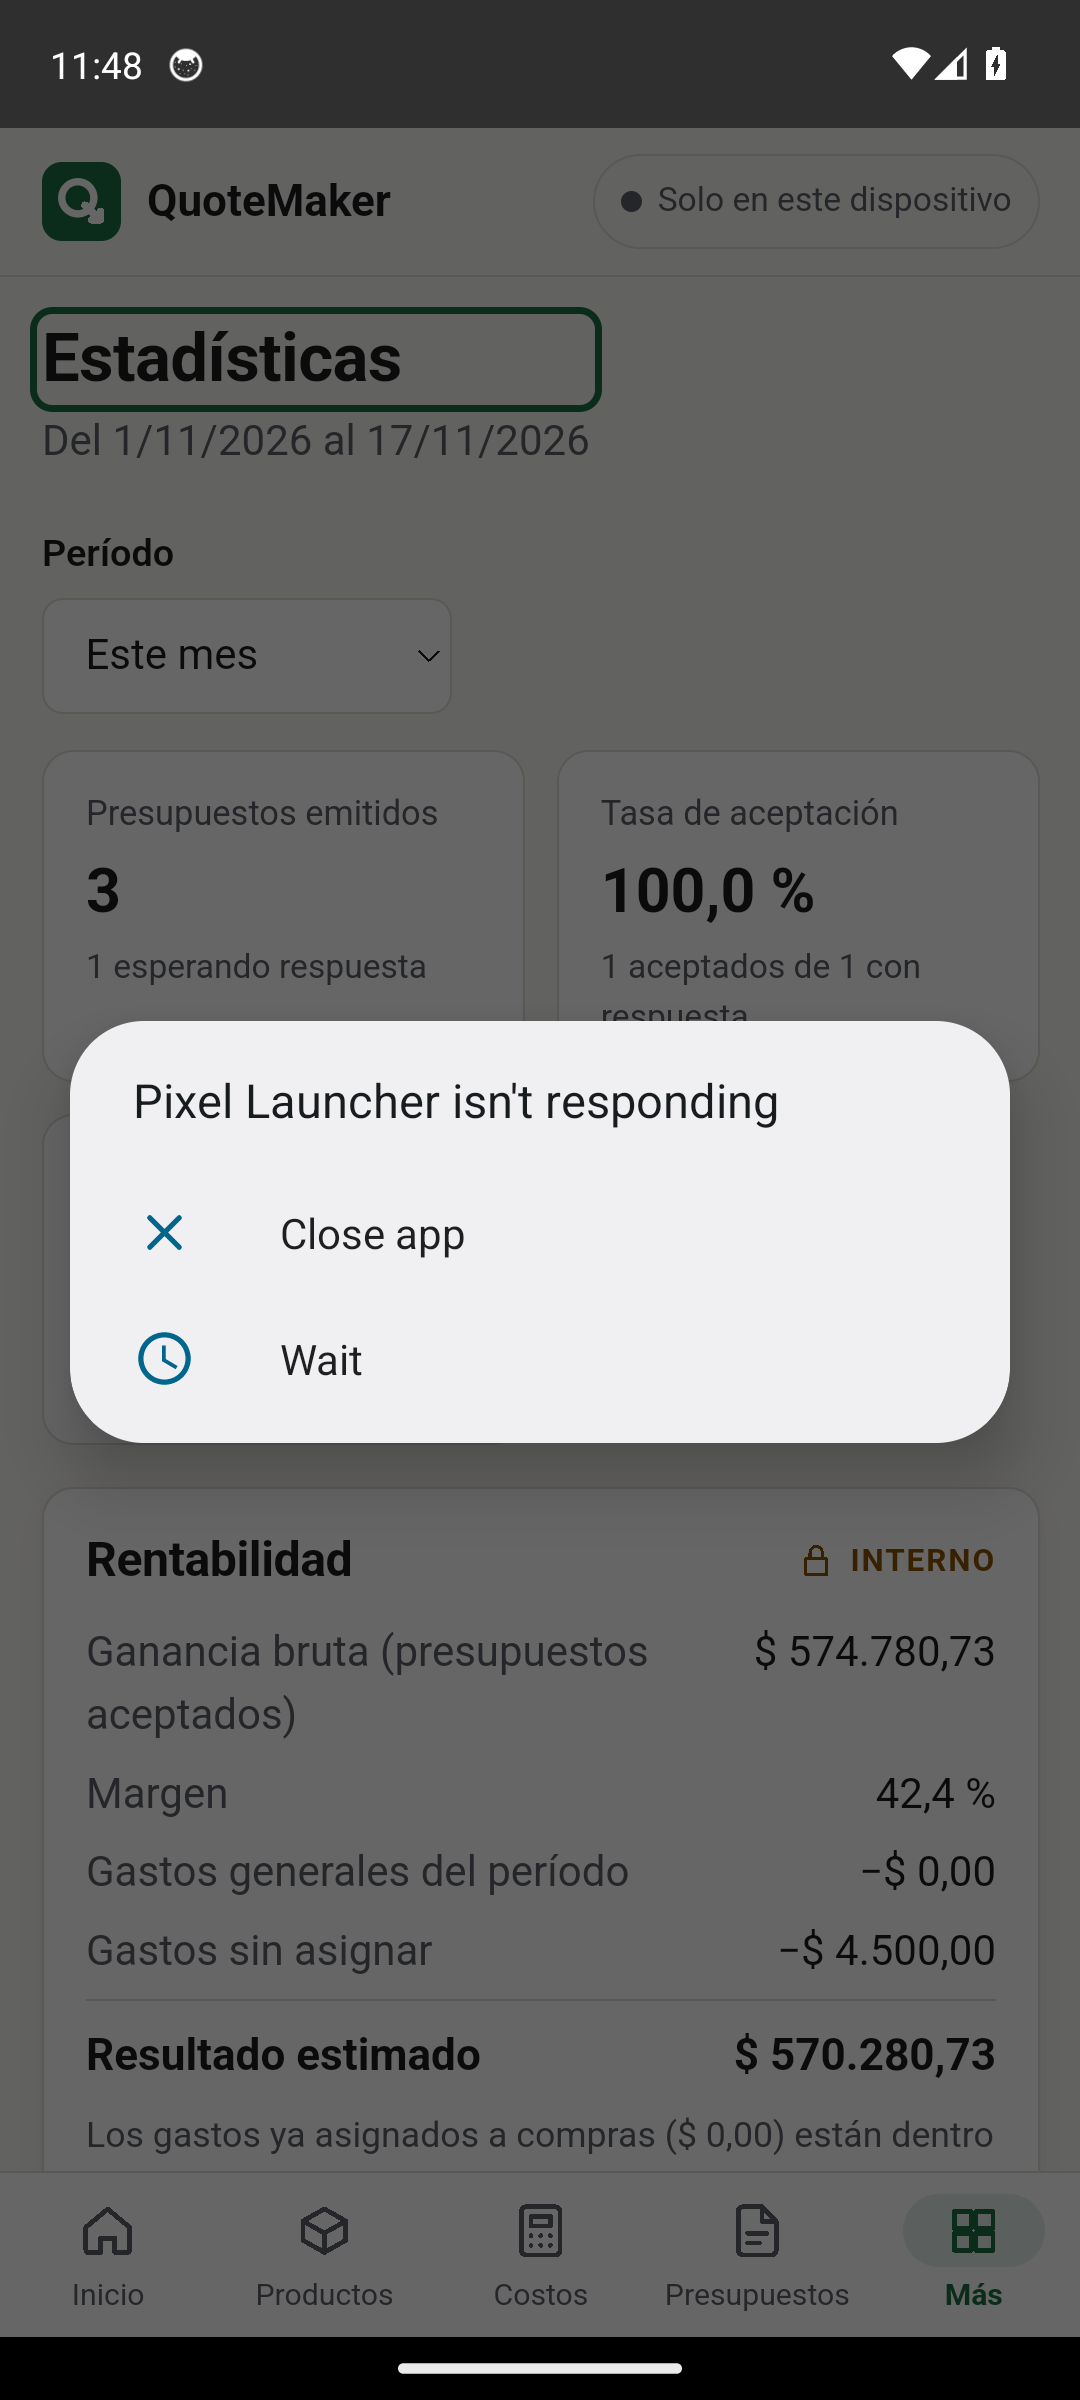 11:48
QuoteMaker
Solo en este dispositivo
Estadísticas
Del 1/11/2026 al 17/11/2026
Período
Este mes
Presupuestos emitidos
3
1 esperando respuesta
Tasa de aceptación
100,0 %
1 aceptados de 1 con
respuesta
Pixel Launcher isn't responding
Close app
Wait
Rentabilidad
INTERNO
Ganancia bruta (presupuestos
aceptados)
$ 574.780,73
Margen
42,4 %
Gastos generales del período
−$ 0,00
Gastos sin asignar
−$ 4.500,00
Resultado estimado
$ 570.280,73
Los gastos ya asignados a compras ($ 0,00) están dentro
Inicio
Productos
Costos
Presupuestos
Más